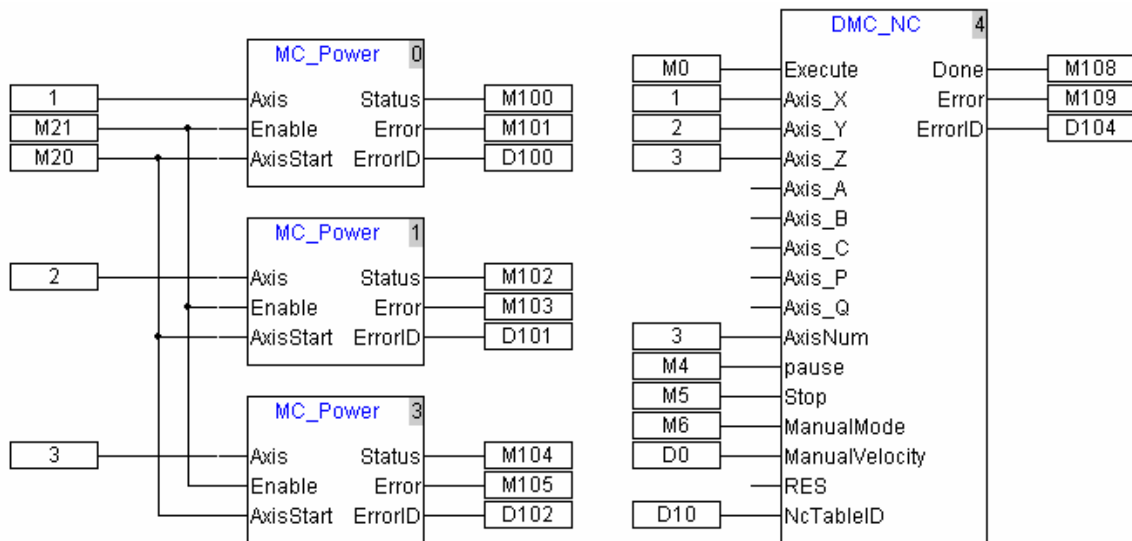 MC_Power 0
1 Axis Status M100
M21 Enable Error M101
M20 AxisStart ErrorID D100
MC_Power 1
2 Axis Status M102
Enable Error M103
AxisStart ErrorID D101
MC_Power 3
3 Axis Status M104
Enable Error M105
AxisStart ErrorID D102
DMC_NC 4
M0 Execute Done M108
1 Axis_X Error M109
2 Axis_Y ErrorID D104
3 Axis_Z
Axis_A
Axis_B
Axis_C
Axis_P
Axis_Q
3 AxisNum
M4 pause
M5 Stop
M6 ManualMode
D0 ManualVelocity
RES
D10 NcTableID